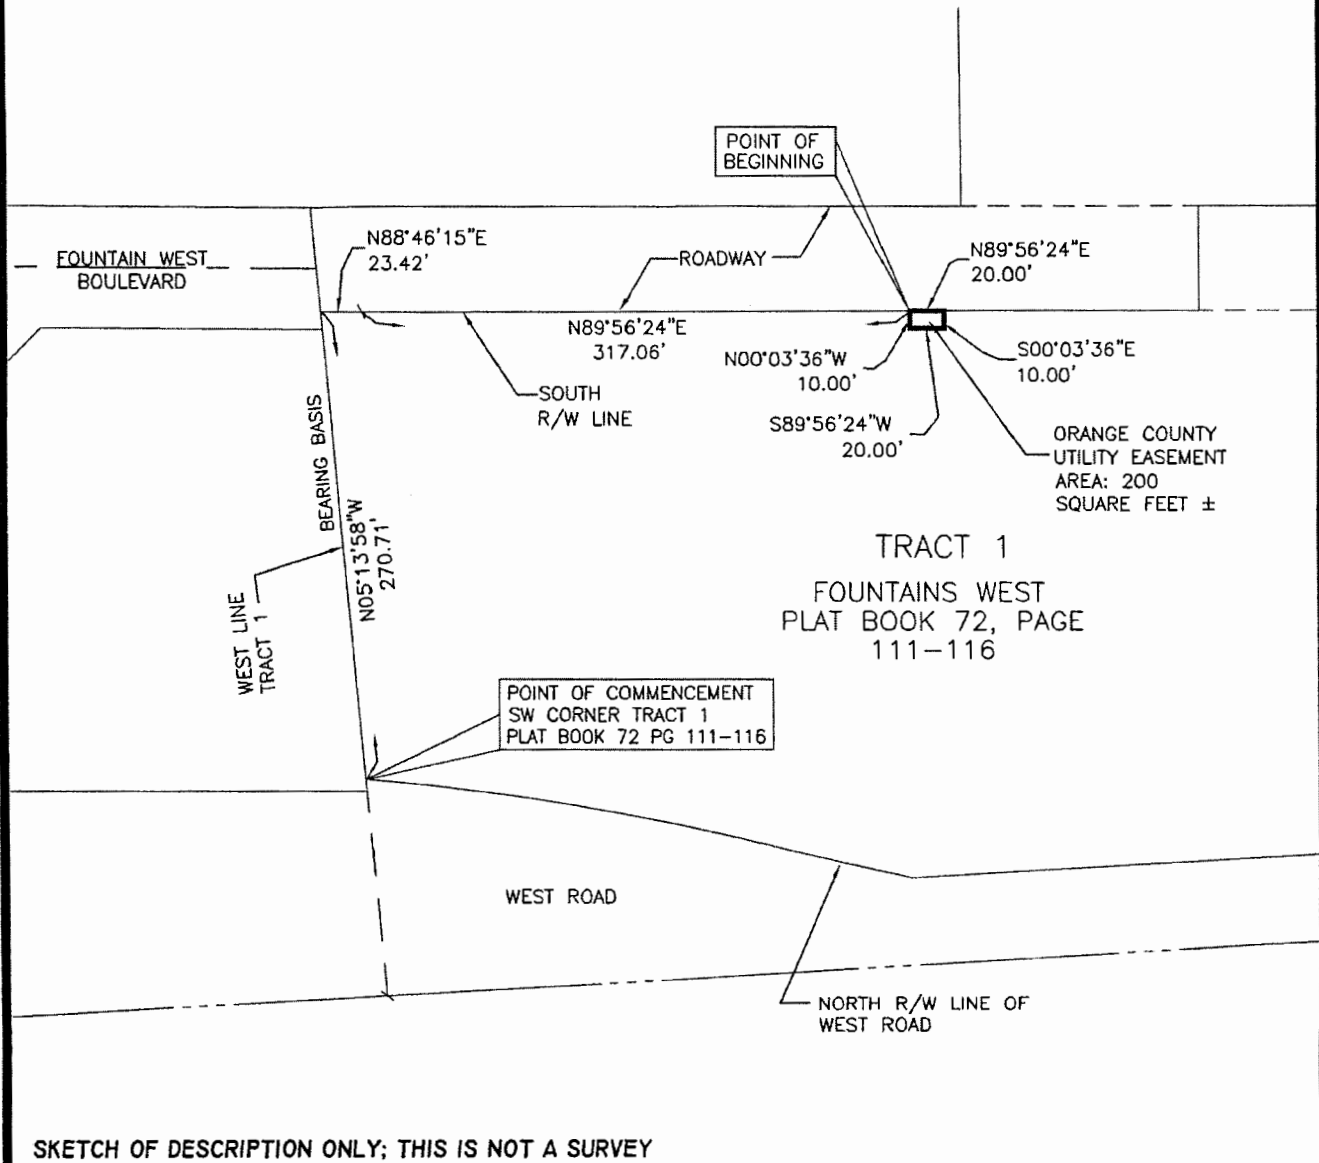 POINT OF
BEGINNING
N88°46'15"E
23.42'
FOUNTAIN WEST
BOULEVARD
ROADWAY
N89°56'24"E
20.00'
N89°56'24"E
317.06'
N00°03'36"W
10.00'
S00°03'36"E
10.00'
SOUTH
R/W LINE
S89°56'24"W
20.00'
ORANGE COUNTY
UTILITY EASEMENT
AREA: 200
SQUARE FEET ±
BEARING BASIS
N05°13'58"W
270.71'
WEST LINE
TRACT 1
TRACT 1
FOUNTAINS WEST
PLAT BOOK 72, PAGE
111-116
POINT OF COMMENCEMENT
SW CORNER TRACT 1
PLAT BOOK 72 PG 111-116
WEST ROAD
NORTH R/W LINE OF
WEST ROAD
SKETCH OF DESCRIPTION ONLY; THIS IS NOT A SURVEY